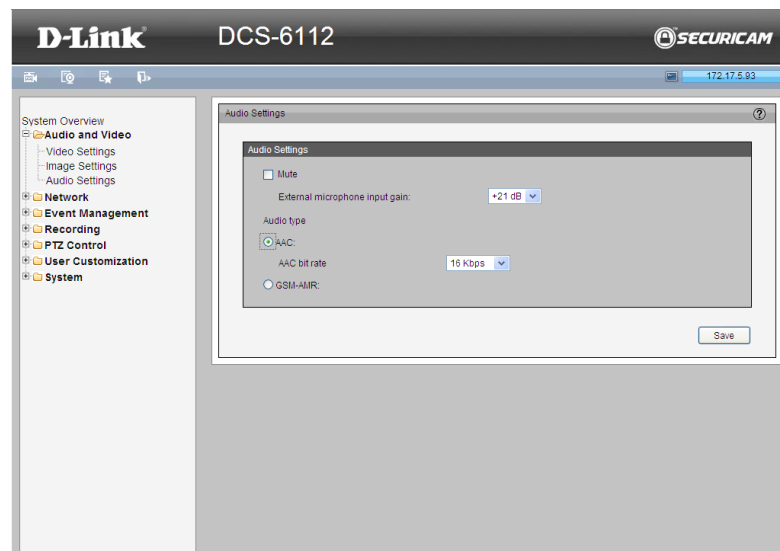 D-Link
DCS-6112
SECURICAM
172.17.5.93
System Overview
Audio and Video
Video Settings
Image Settings
Audio Settings
Network
Event Management
Recording
PTZ Control
User Customization
System
Audio Settings
?
Audio Settings
Mute
External microphone input gain: +21 dB
Audio type
AAC:
AAC bit rate 16 Kbps
GSM-AMR:
Save